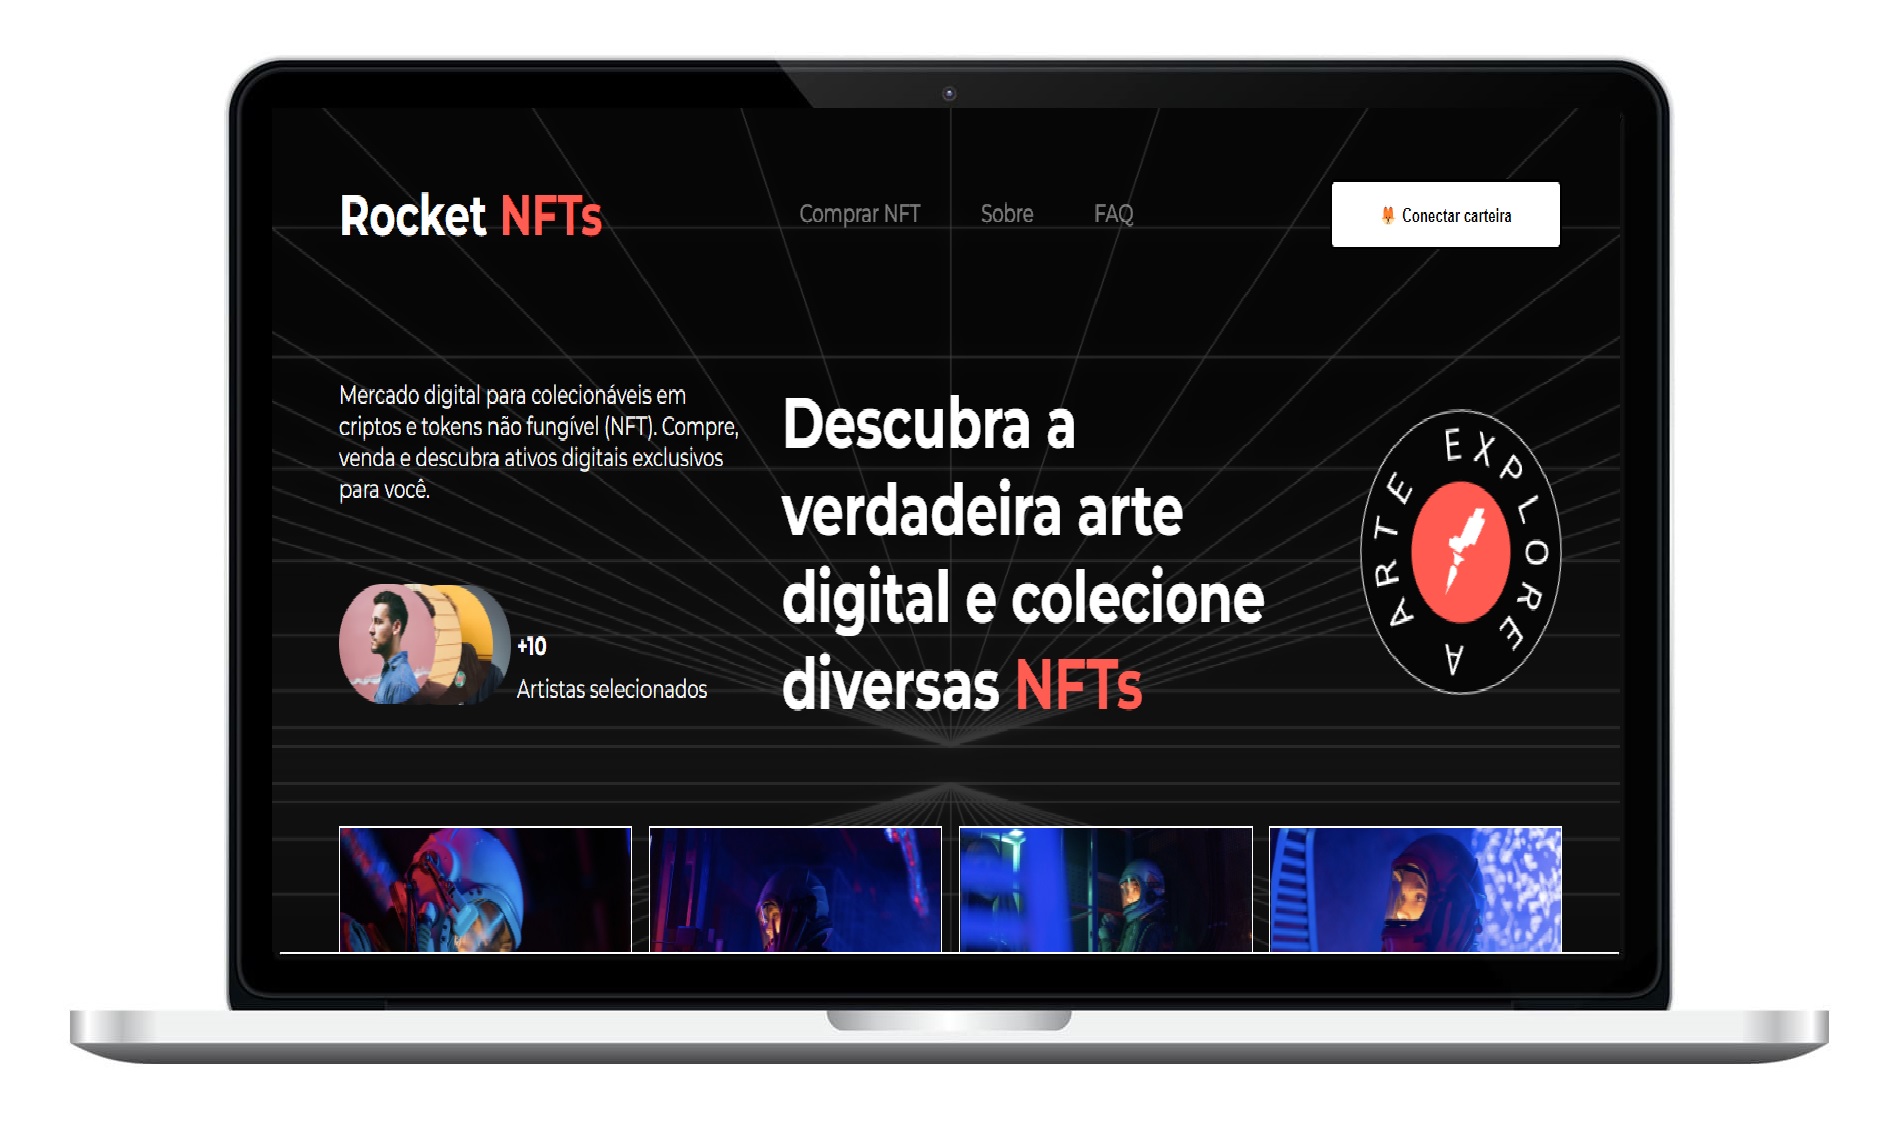 Rocket NFTs
Comprar NFT
Sobre
FAQ
Conectar carteira
Mercado digital para colecionáveis em
criptos e tokens não fungível (NFT). Compre,
venda e descubra ativos digitais exclusivos
para você.
+10
Artistas selecionados
Descubra a
verdadeira arte
digital e colecione
diversas NFTs
EXPLORE A ARTE